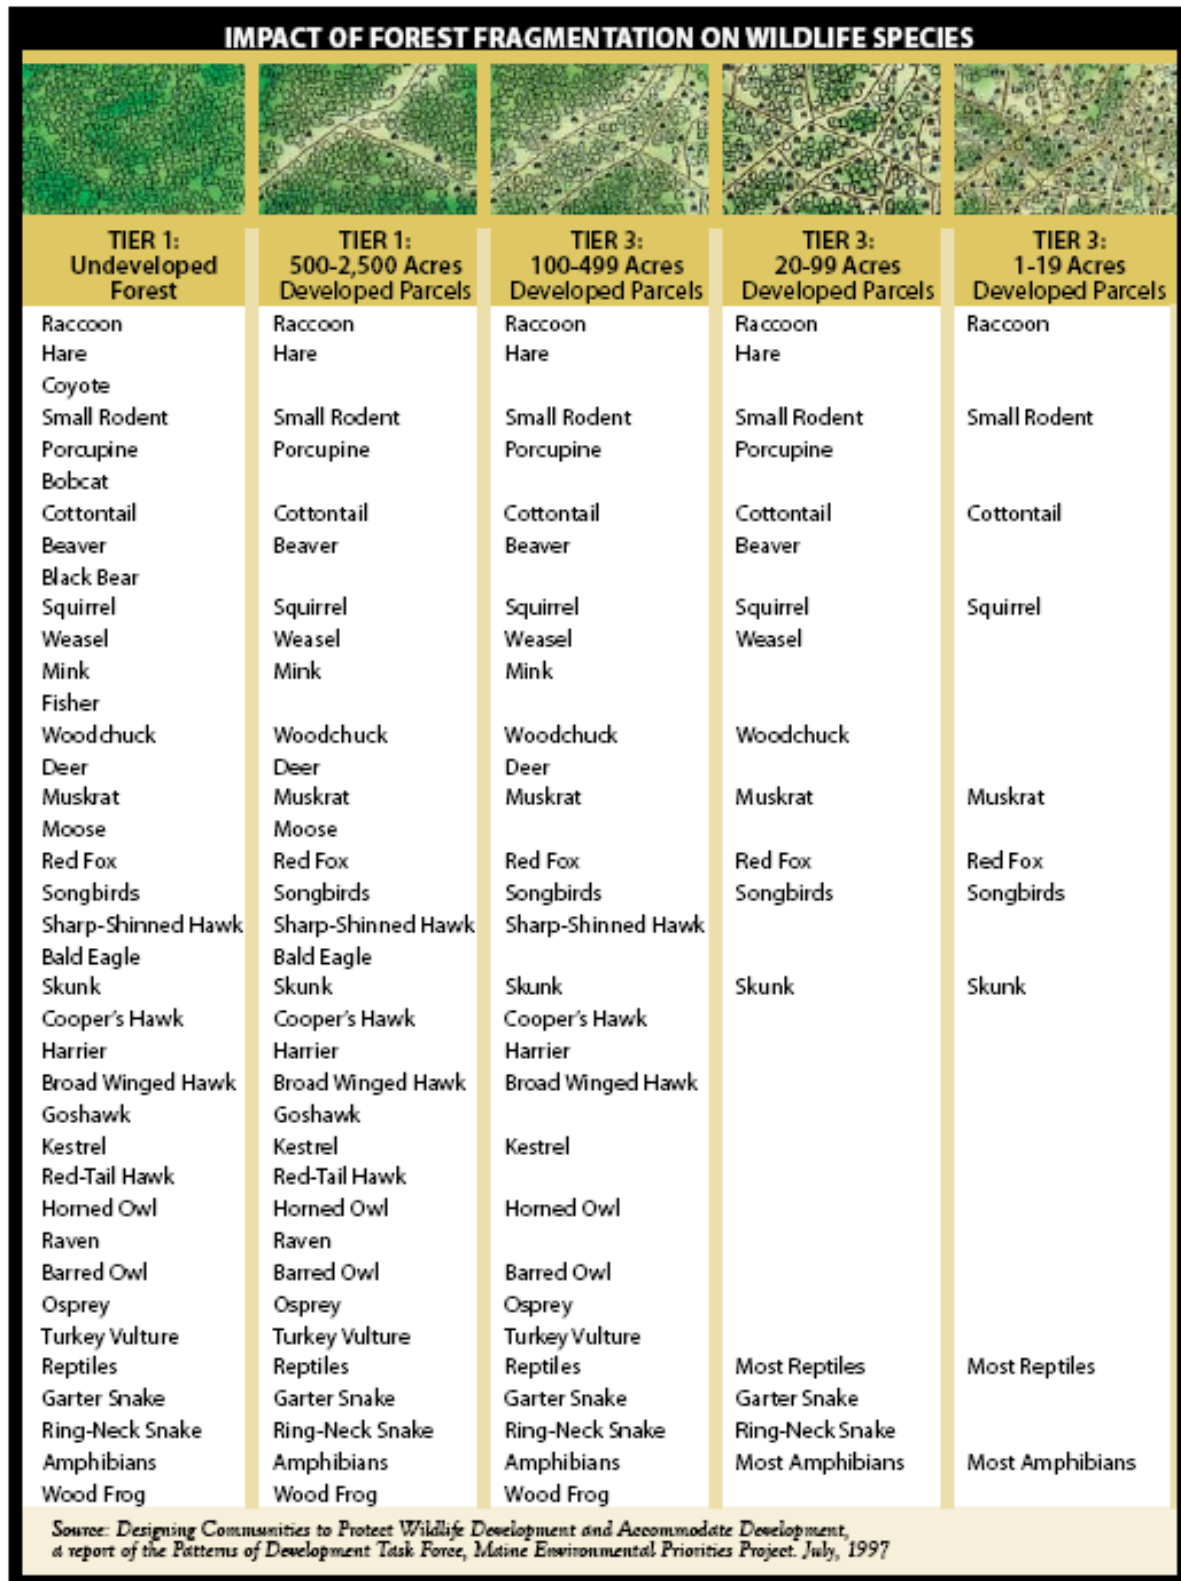 IMPACT OF FOREST FRAGMENTATION ON WILDLIFE SPECIES
TIER 1:
Undeveloped
Forest
TIER 1:
500-2,500 Acres
Developed Parcels
TIER 3:
100-499 Acres
Developed Parcels
TIER 3:
20-99 Acres
Developed Parcels
TIER 3:
1-19 Acres
Developed Parcels
Raccoon Raccoon Raccoon Raccoon Raccoon
Hare Hare Hare Hare
Coyote
Small Rodent Small Rodent Small Rodent Small Rodent Small Rodent
Porcupine Porcupine Porcupine Porcupine
Bobcat
Cottontail Cottontail Cottontail Cottontail Cottontail
Beaver Beaver Beaver Beaver
Black Bear
Squirrel Squirrel Squirrel Squirrel Squirrel
Weasel Weasel Weasel Weasel
Mink Mink Mink
Fisher
Woodchuck Woodchuck Woodchuck Woodchuck
Deer Deer Deer
Muskrat Muskrat Muskrat Muskrat Muskrat
Moose Moose
Red Fox Red Fox Red Fox Red Fox Red Fox
Songbirds Songbirds Songbirds Songbirds Songbirds
Sharp-Shinned Hawk Sharp-Shinned Hawk Sharp-Shinned Hawk
Bald Eagle Bald Eagle
Skunk Skunk Skunk Skunk Skunk
Cooper's Hawk Cooper's Hawk Cooper's Hawk
Harrier Harrier Harrier
Broad Winged Hawk Broad Winged Hawk Broad Winged Hawk
Goshawk Goshawk
Kestrel Kestrel Kestrel
Red-Tail Hawk Red-Tail Hawk
Horned Owl Horned Owl Horned Owl
Raven Raven
Barred Owl Barred Owl Barred Owl
Osprey Osprey Osprey
Turkey Vulture Turkey Vulture Turkey Vulture
Reptiles Reptiles Reptiles Most Reptiles Most Reptiles
Garter Snake Garter Snake Garter Snake Garter Snake
Ring-Neck Snake Ring-Neck Snake Ring-Neck Snake Ring-Neck Snake
Amphibians Amphibians Amphibians Most Amphibians Most Amphibians
Wood Frog Wood Frog Wood Frog
Source: Designing Communities to Protect Wildlife Development and Accommodate Development,
a report of the Patterns of Development Task Force, Maine Environmental Priorities Project. July, 1997